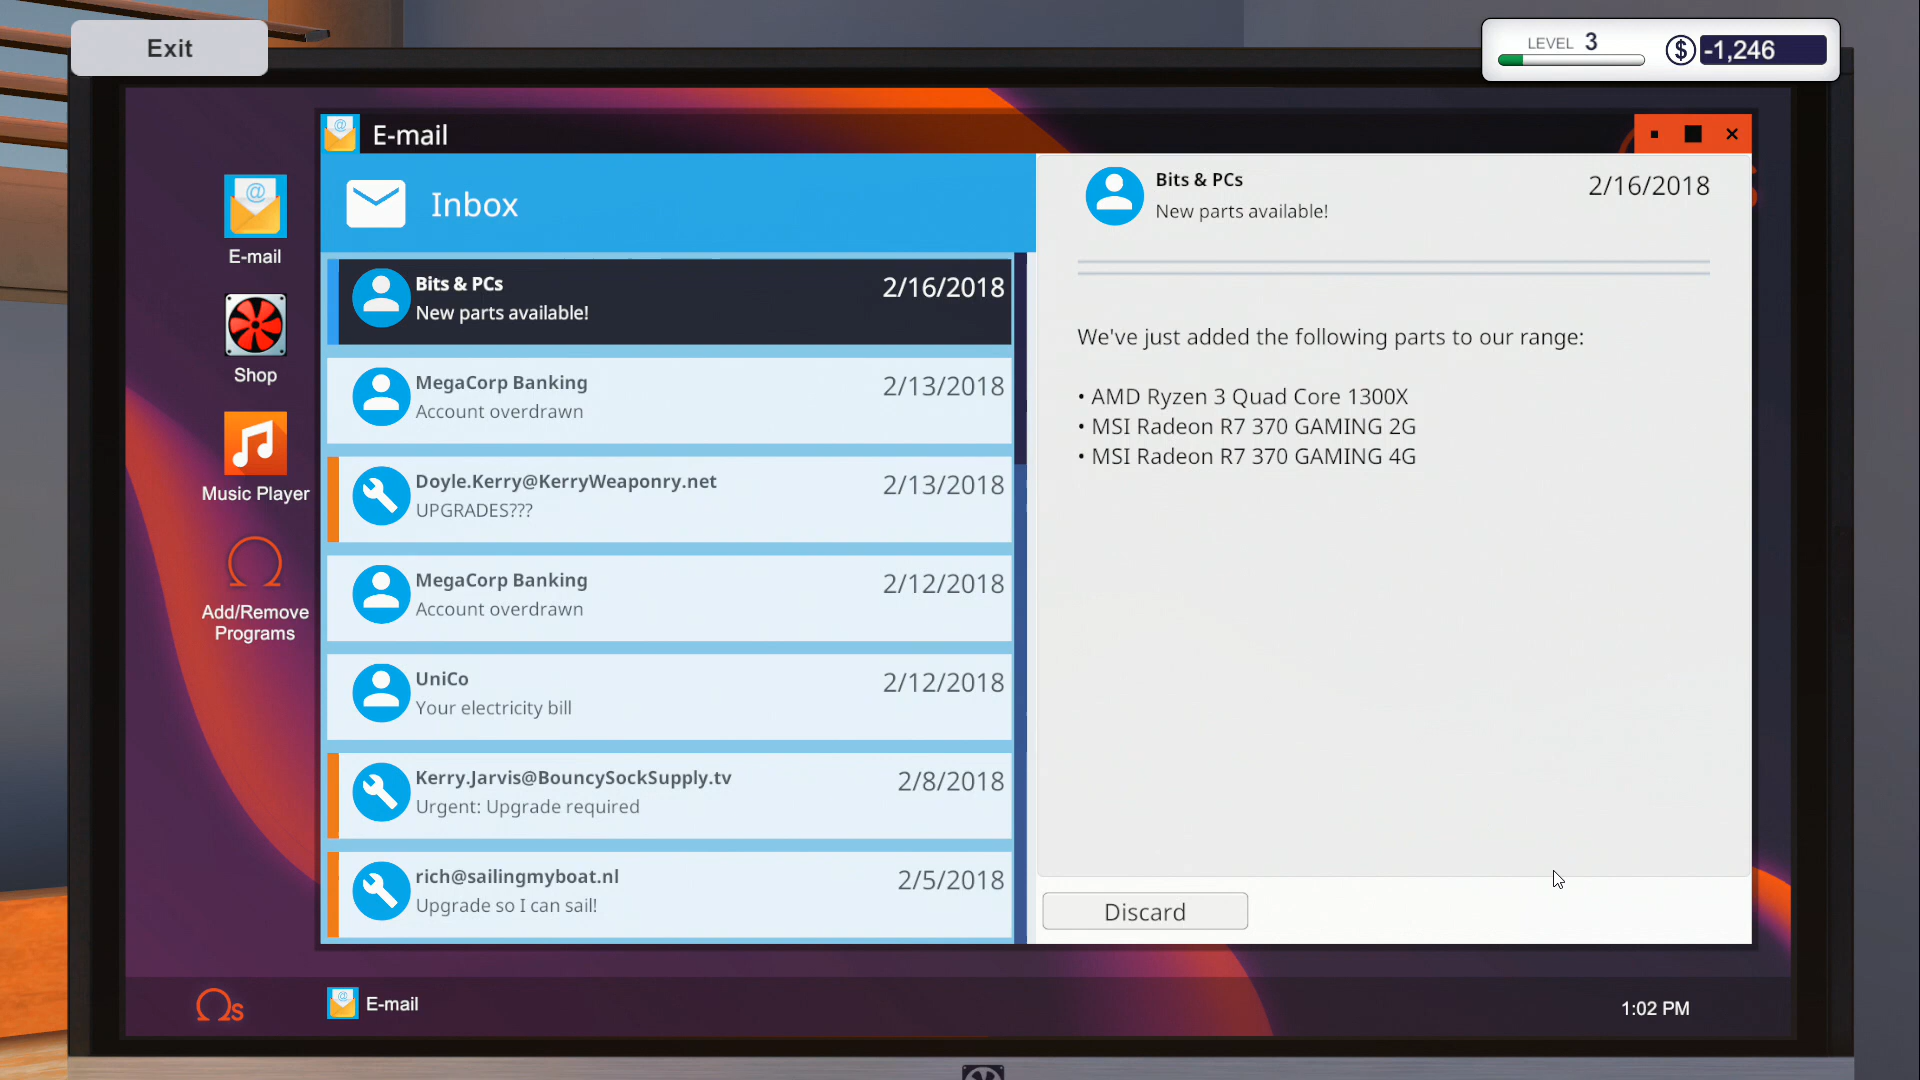 Exit
LEVEL 3
$ -1,246
E-mail
Inbox
Bits & PCs
2/16/2018
New parts available!
MegaCorp Banking
2/13/2018
Account overdrawn
Doyle.Kerry@KerryWeaponry.net
2/13/2018
UPGRADES???
MegaCorp Banking
2/12/2018
Account overdrawn
UniCo
2/12/2018
Your electricity bill
Kerry.Jarvis@BouncySockSupply.tv
2/8/2018
Urgent: Upgrade required
rich@sailingmyboat.nl
2/5/2018
Upgrade so I can sail!
Bits & PCs
2/16/2018
New parts available!
We've just added the following parts to our range:
• AMD Ryzen 3 Quad Core 1300X
• MSI Radeon R7 370 GAMING 2G
• MSI Radeon R7 370 GAMING 4G
Discard
E-mail
Shop
Music Player
Add/Remove
Programs
Ωs
E-mail
1:02 PM